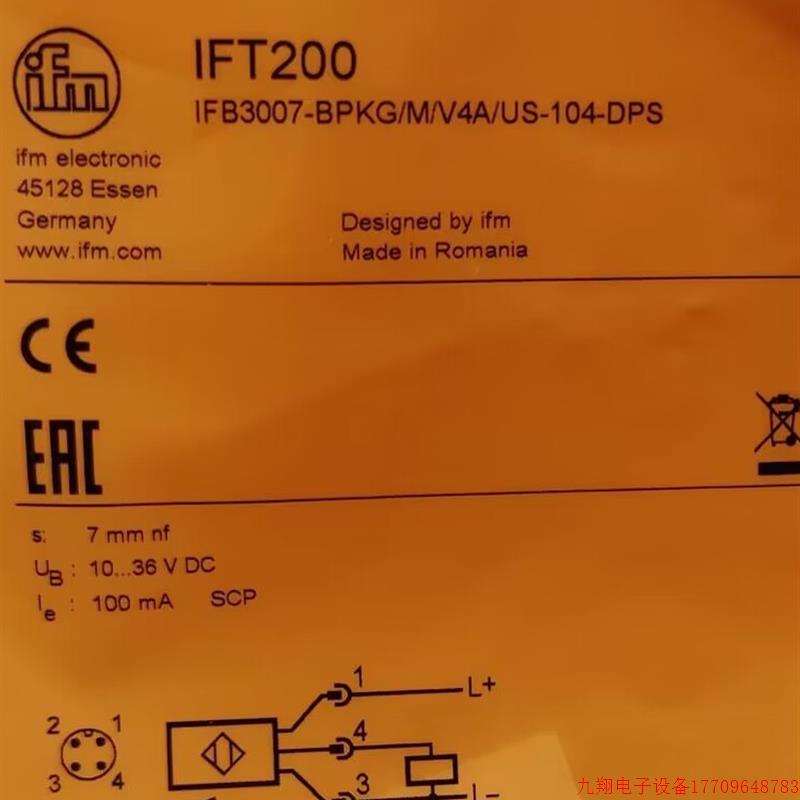 ifm
IFT200
IFB3007-BPKG/M/V4A/US-104-DPS
ifm electronic
45128 Essen
Germany
www.ifm.com
Designed by ifm
Made in Romania
CE
EAC
s: 7 mm nf
UB : 10...36 V DC
Ie : 100 mA SCP
1
L+
2 1
4
3 4
3
L-
九翔电子设备17709648783